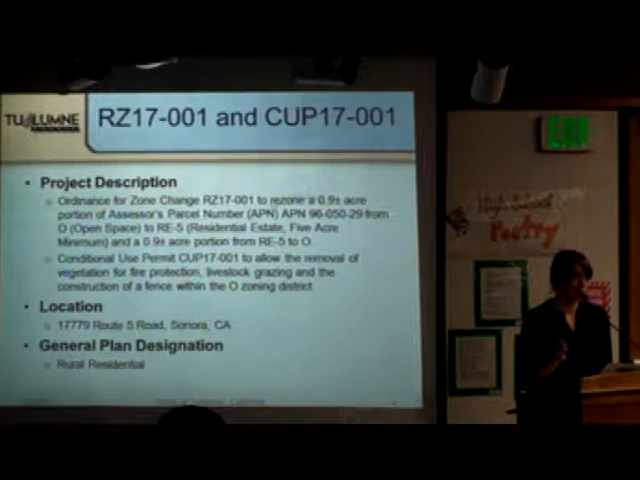 TUOLUMNE
RZ17-001 and CUP17-001
• Project Description
Ordinance for Zone Change RZ17-001 to rezone a 0.9± acre
portion of Assessor's Parcel Number (APN) APN 96-050-29 from
O (Open Space) to RE-5 (Residential Estate, Five Acre
Minimum) and a 0.9± acre portion from RE-5 to O
Conditional Use Permit CUP17-001 to allow the removal of
vegetation for fire protection, livestock grazing and the
construction of a fence within the O zoning district
• Location
17779 Route 5 Road, Sonora, CA
• General Plan Designation
Rural Residential
EXIT
High School
Poetry